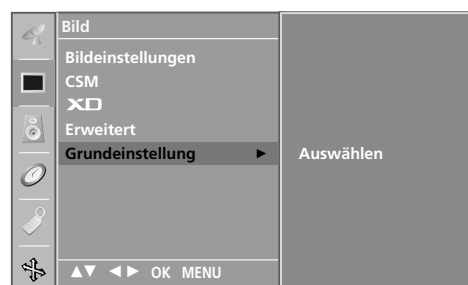 Bild
Bildeinstellungen
CSM
XD
Erweitert
Grundeinstellung ► Auswählen
▲▼ ◄► OK MENU